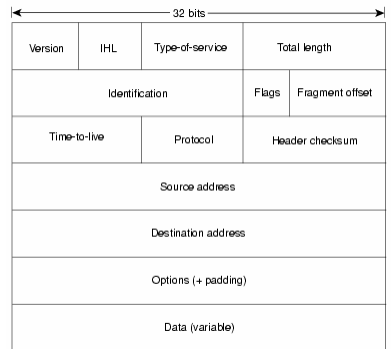 32 bits
Version IHL Type-of-service Total length
Identification Flags Fragment offset
Time-to-live Protocol Header checksum
Source address
Destination address
Options (+ padding)
Data (variable)